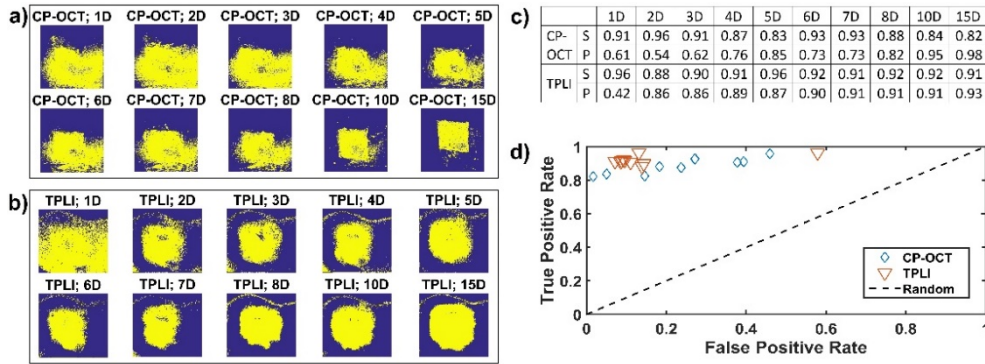 a)
CP-OCT; 1D CP-OCT; 2D CP-OCT; 3D CP-OCT; 4D CP-OCT; 5D
CP-OCT; 6D CP-OCT; 7D CP-OCT; 8D CP-OCT; 10D CP-OCT; 15D
b)
TPLI; 1D TPLI; 2D TPLI; 3D TPLI; 4D TPLI; 5D
TPLI; 6D TPLI; 7D TPLI; 8D TPLI; 10D TPLI; 15D
c)
1D 2D 3D 4D 5D 6D 7D 8D 10D 15D
CP- S 0.91 0.96 0.91 0.87 0.83 0.93 0.93 0.88 0.84 0.82
OCT P 0.61 0.54 0.62 0.76 0.85 0.73 0.73 0.82 0.95 0.98
TPLI S 0.96 0.88 0.90 0.91 0.96 0.92 0.91 0.92 0.92 0.91
P 0.42 0.86 0.86 0.89 0.87 0.90 0.91 0.91 0.91 0.93
d)
True Positive Rate
1
0.8
0.6
0.4
0.2
0
0 0.2 0.4 0.6 0.8 1
False Positive Rate
CP-OCT
TPLI
Random